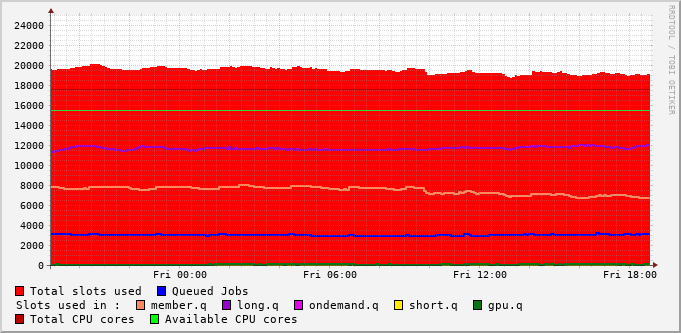 RRDTOOL / TOBI OETIKER
24000
22000
20000
18000
16000
14000
12000
10000
8000
6000
4000
2000
0
Fri 00:00 Fri 06:00 Fri 12:00 Fri 18:00
Total slots used Queued Jobs
Slots used in : member.q long.q ondemand.q short.q gpu.q
Total CPU cores Available CPU cores